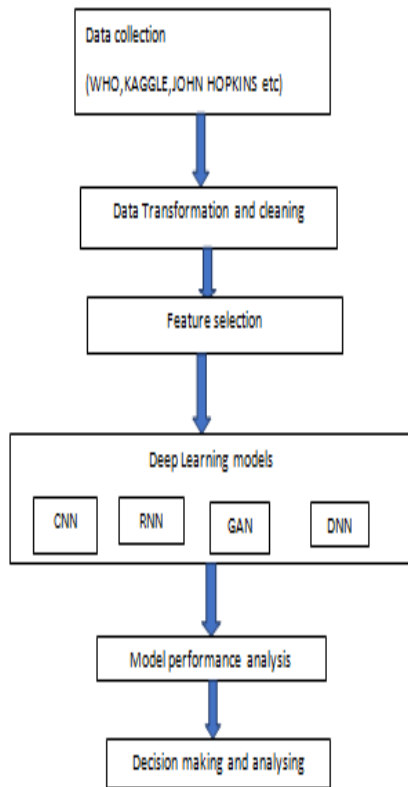 Data collection
(WHO,KAGGLE,JOHN HOPKINS etc)
Data Transformation and cleaning
Feature selection
Deep Learning models
CNN
RNN
GAN
DNN
Model performance analysis
Decision making and analysing